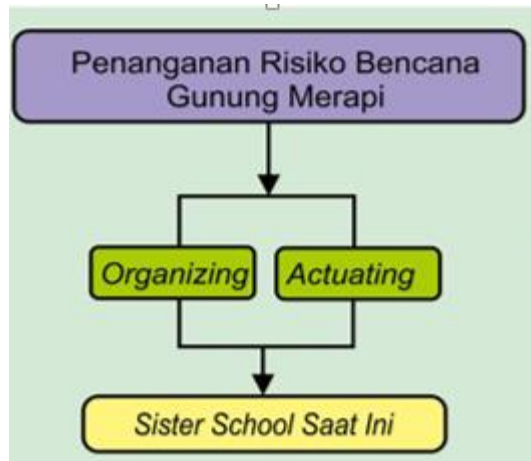 Penanganan Risiko Bencana
Gunung Merapi
Organizing
Actuating
Sister School Saat Ini